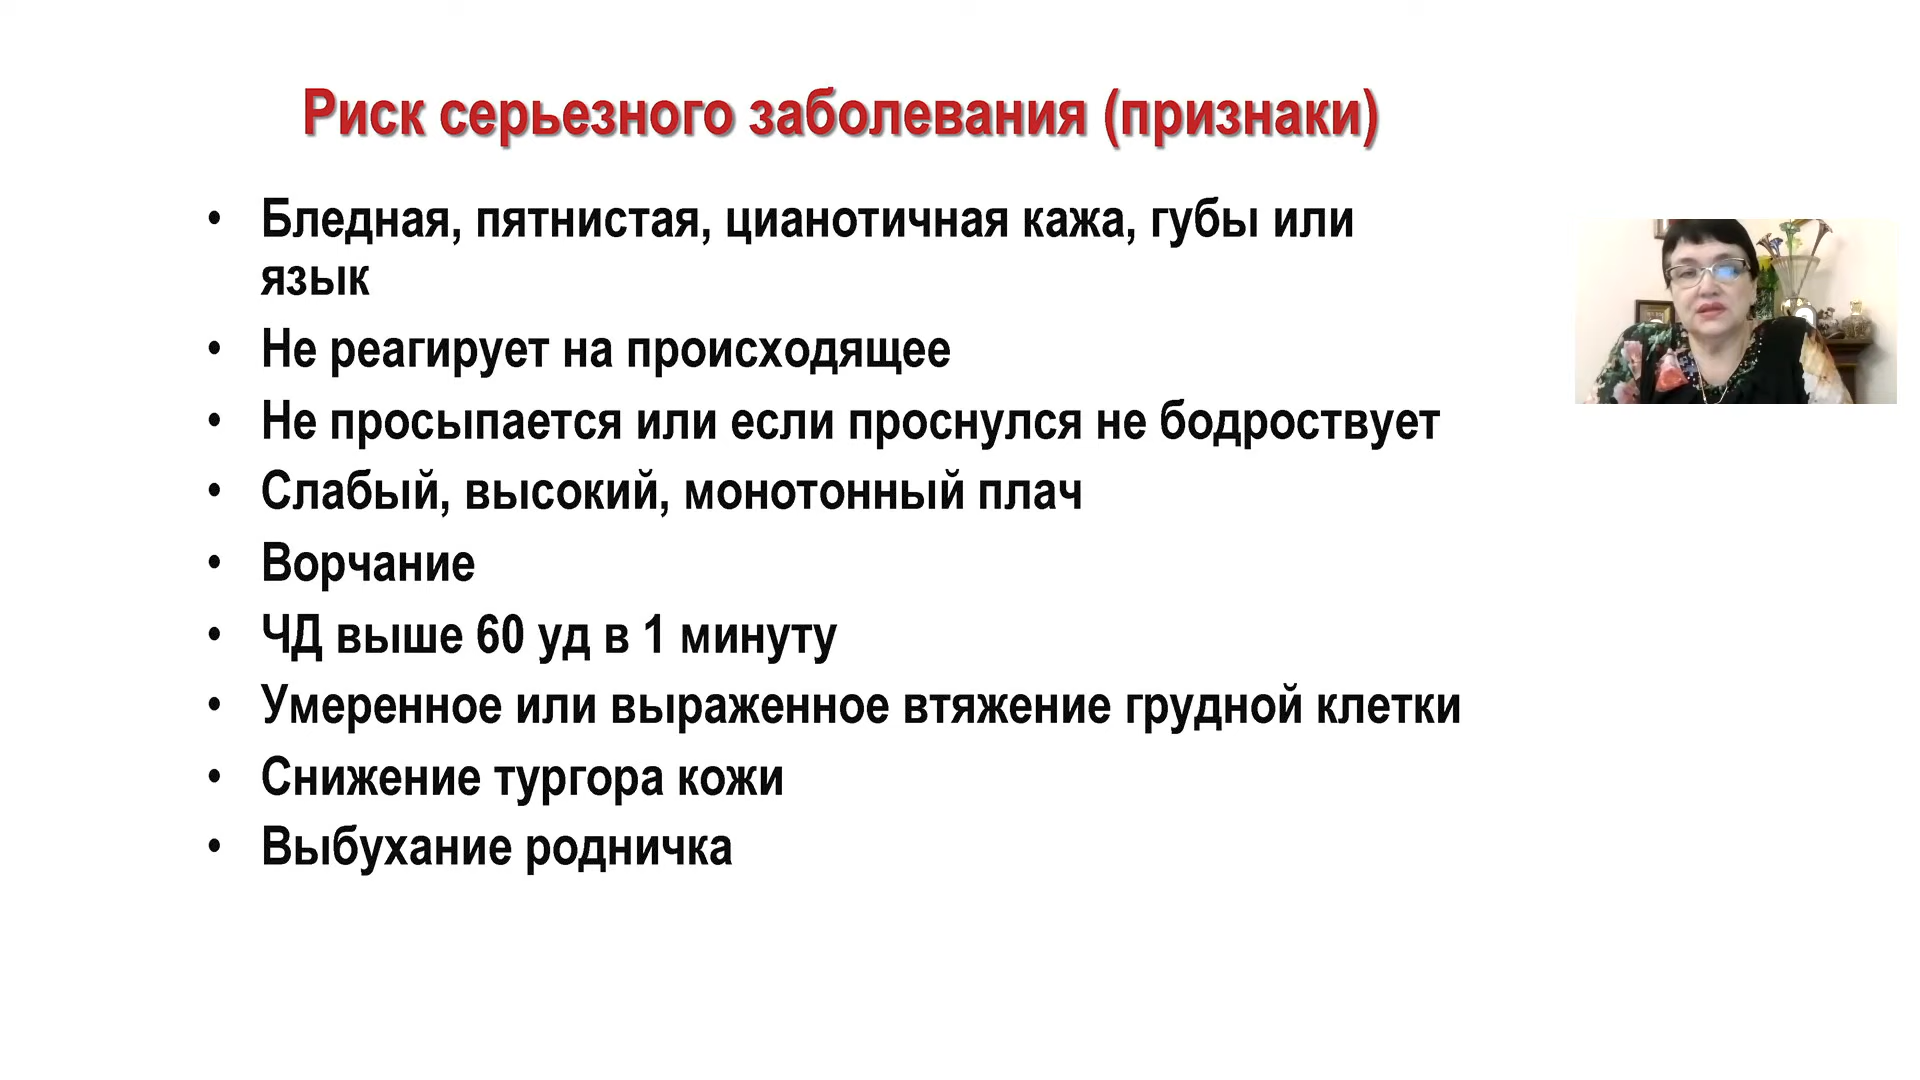 Риск серьезного заболевания (признаки)
• Бледная, пятнистая, цианотичная кажа, губы или
язык
• Не реагирует на происходящее
• Не просыпается или если проснулся не бодроствует
• Слабый, высокий, монотонный плач
• Ворчание
• ЧД выше 60 уд в 1 минуту
• Умеренное или выраженное втяжение грудной клетки
• Снижение тургора кожи
• Выбухание родничка